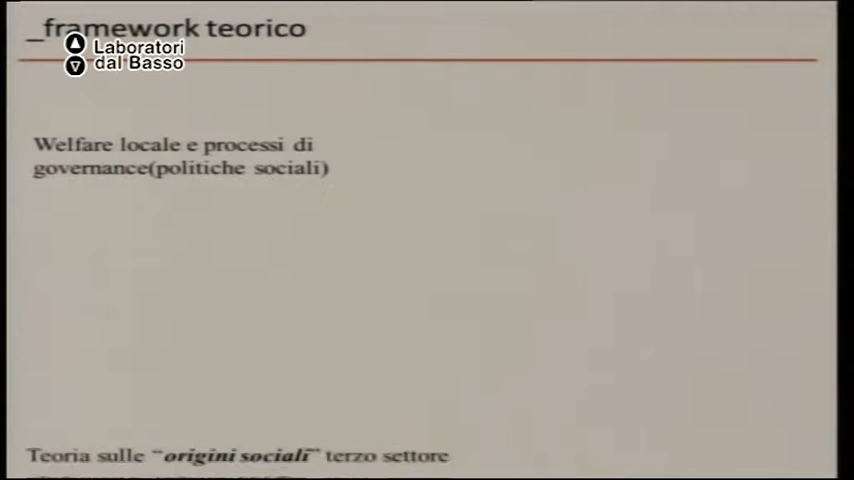 _framework teorico
Laboratori
dal Basso
Welfare locale e processi di
governance(politiche sociali)
Teoria sulle “origini sociali” terzo settore